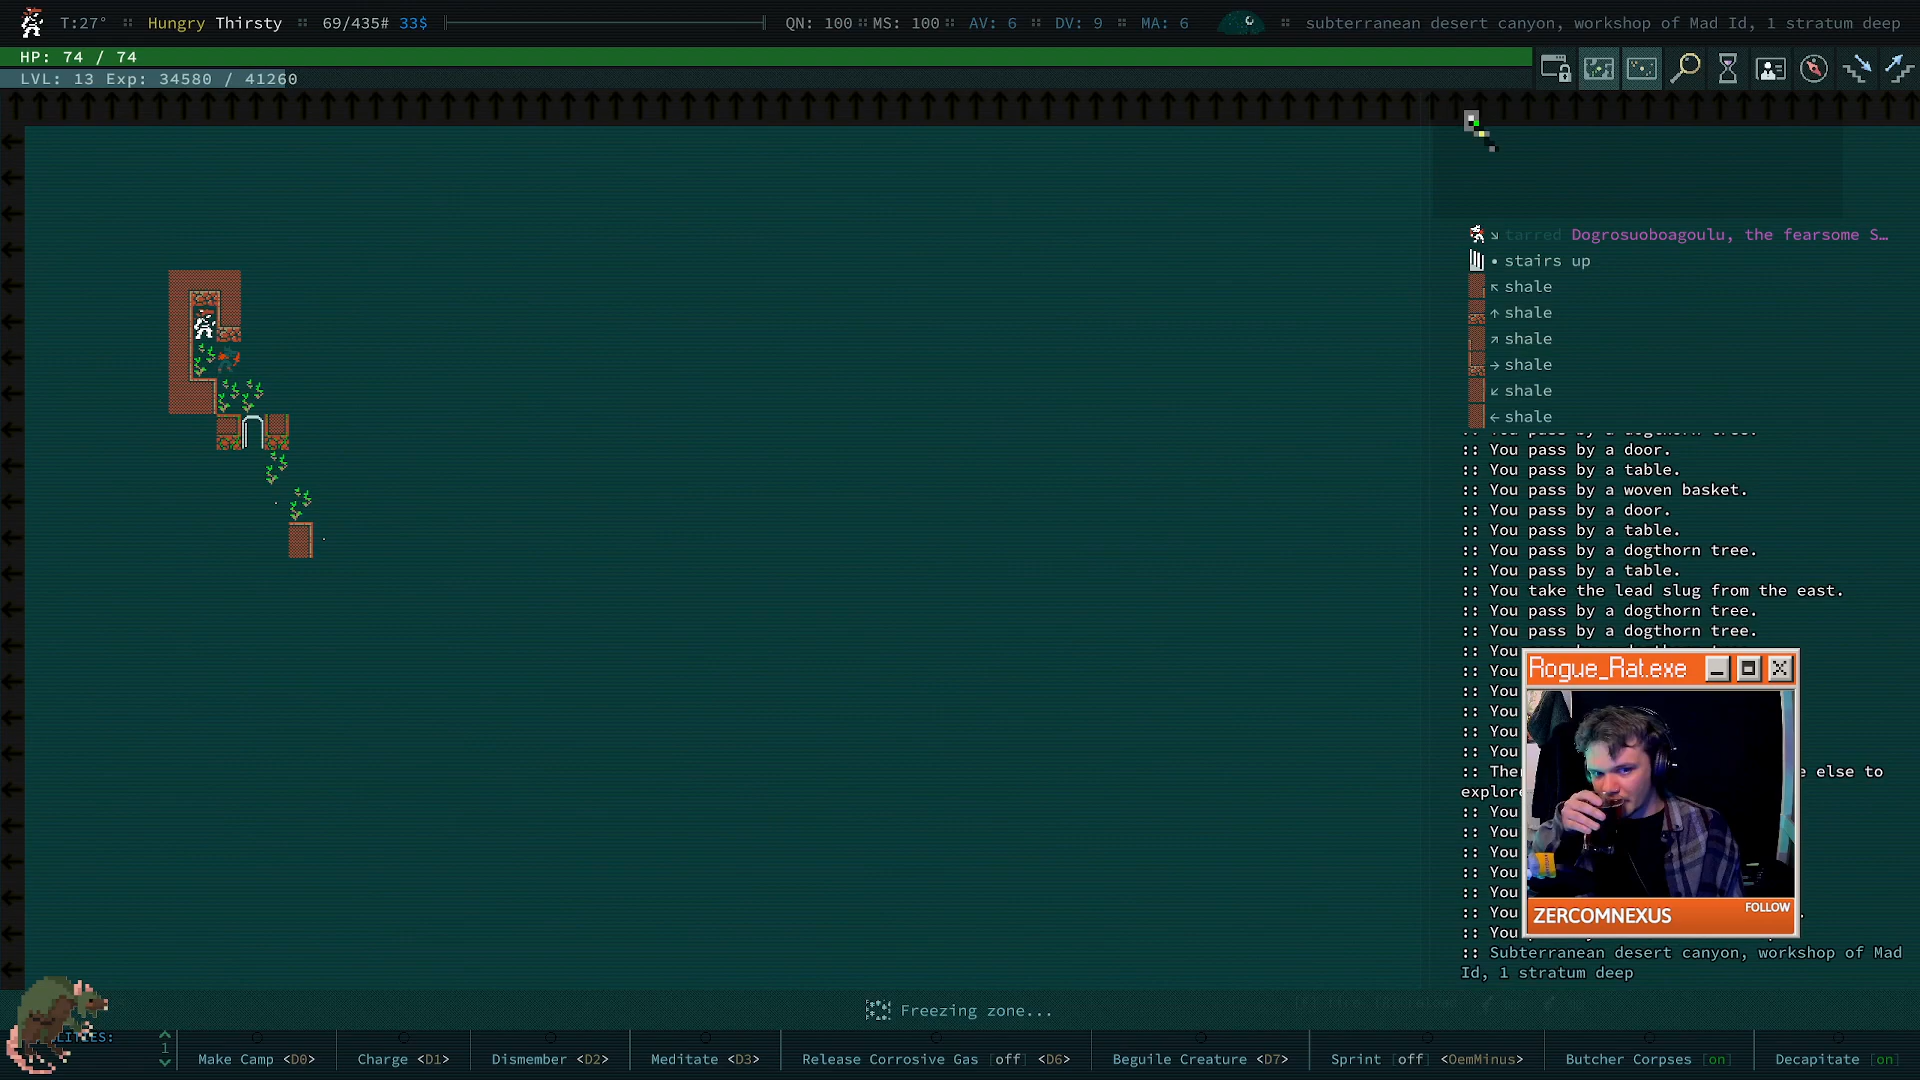 T:27° :: Hungry Thirsty :: 69/435# 33$
QN: 100 :: MS: 100 :: AV: 6 :: DV: 9 :: MA: 6 :: subterranean desert canyon, workshop of Mad Id, 1 stratum deep
HP: 74 / 74
LVL: 13 Exp: 34580 / 41260
tarred Dogrosuoboagoulu, the fearsome S…
stairs up
shale
shale
shale
shale
shale
shale
:: You pass by a dogthorn tree.
:: You pass by a door.
:: You pass by a table.
:: You pass by a woven basket.
:: You pass by a door.
:: You pass by a table.
:: You pass by a dogthorn tree.
:: You pass by a table.
:: You take the lead slug from the east.
:: You pass by a dogthorn tree.
:: You pass by a dogthorn tree.
:: You
:: You
:: You
:: You
:: You
:: You
e else to
explore
:: You
:: You
:: You
:: You
:: You
:: You
:: You
:: Subterranean desert canyon, workshop of Mad
Id, 1 stratum deep
Rogue_Rat.exe
ZERCOMNEXUS
FOLLOW
Freezing zone...
1
Make Camp <D0>
Charge <D1>
Dismember <D2>
Meditate <D3>
Release Corrosive Gas [off] <D6>
Beguile Creature <D7>
Sprint [off] <OemMinus>
Butcher Corpses [on]
Decapitate [on]